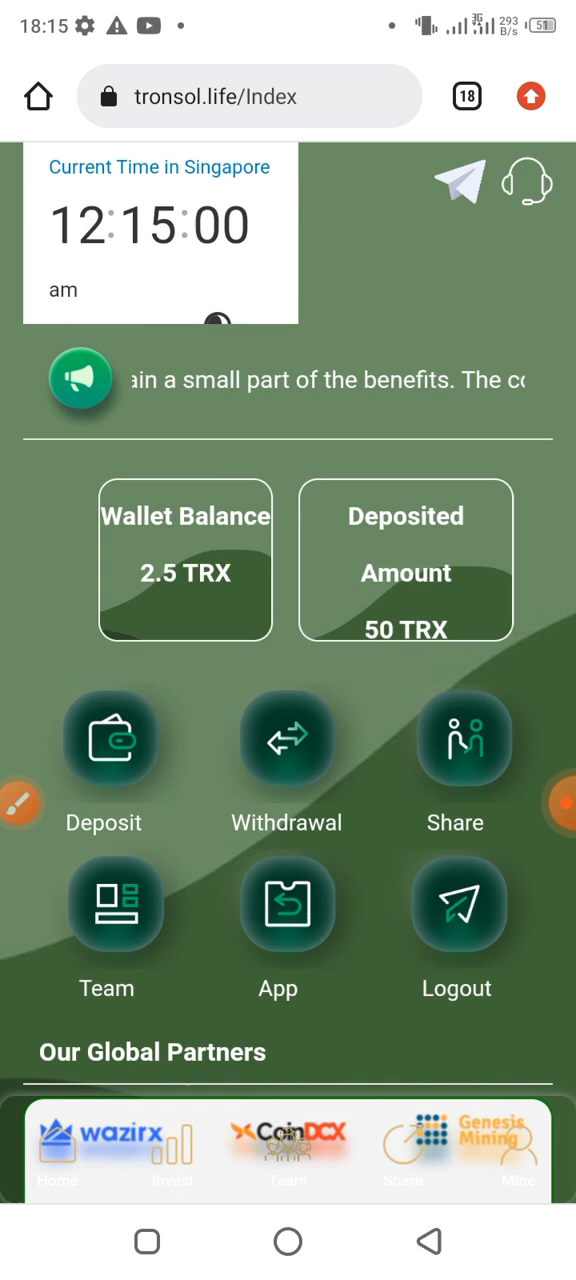 18:15
3G
293
B/s
51
tronsol.life/Index
18
Current Time in Singapore
12:15:00
am
ain a small part of the benefits. The co
Wallet Balance
2.5 TRX
Deposited
Amount
50 TRX
Deposit
Withdrawal
Share
Team
App
Logout
Our Global Partners
wazirx
CoinDCX
Genesis
Mining
Home
Invest
Team
Share
Mine